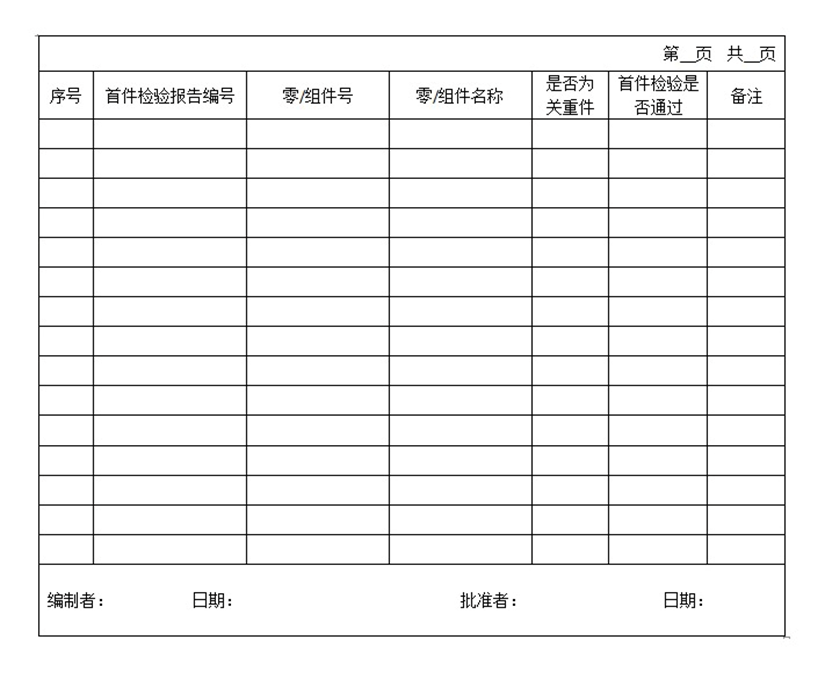 第__页 共__页
序号 首件检验报告编号 零/组件号 零/组件名称 是否为关重件 首件检验是否通过 备注
编制者： 日期： 批准者： 日期：